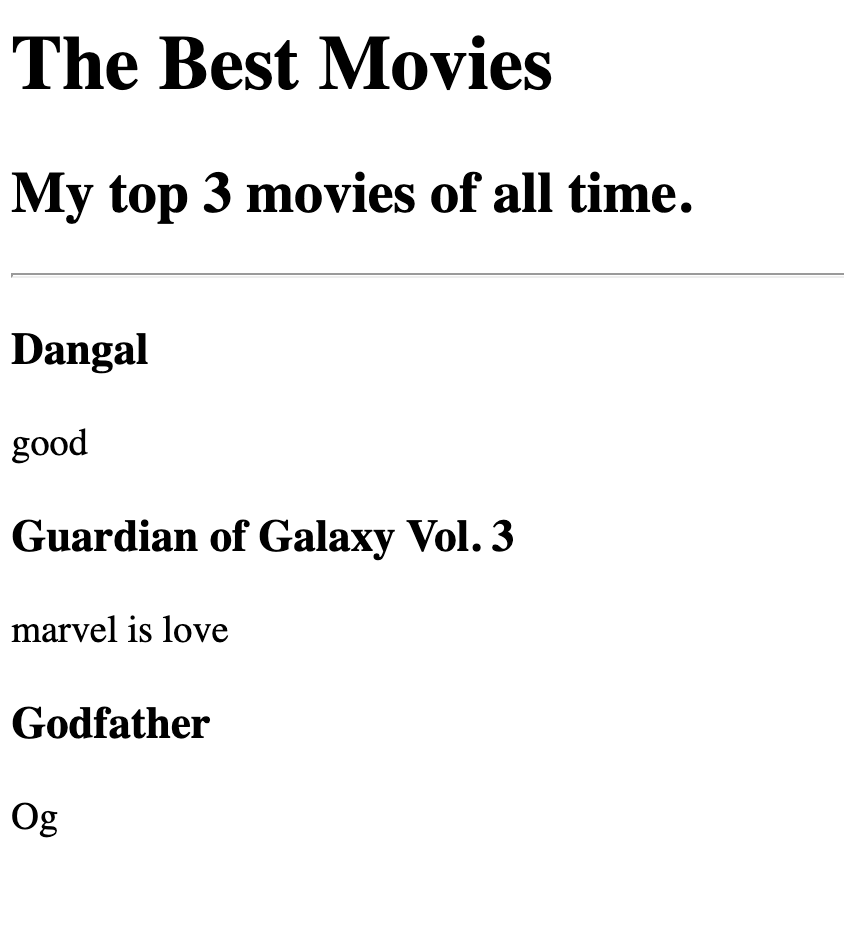 The Best Movies
My top 3 movies of all time.
Dangal
good
Guardian of Galaxy Vol. 3
marvel is love
Godfather
Og